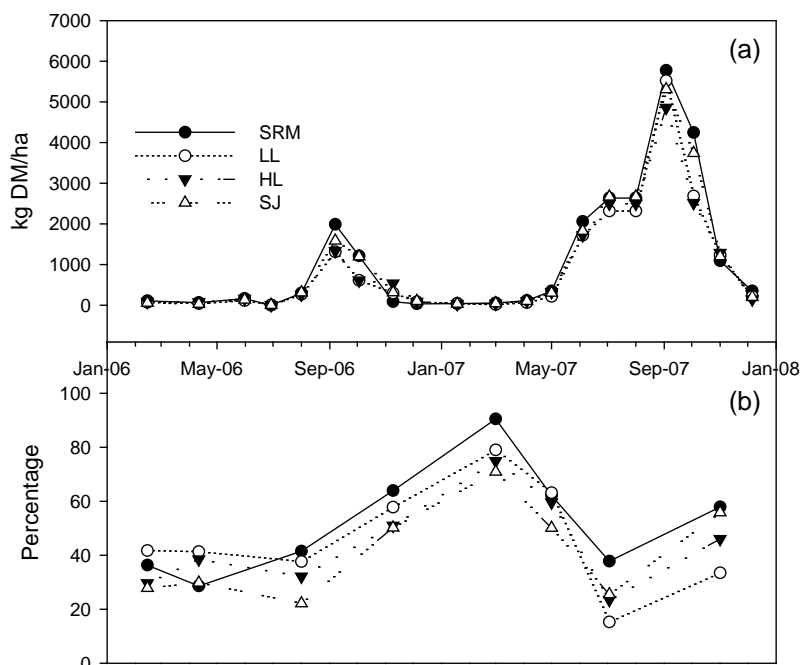 7000
(a)
6000
5000
SRM
4000
LL
HL
3000
SJ
2000
1000
0
kg DM/ha
Jan-06 May-06 Sep-06 Jan-07 May-07 Sep-07 Jan-08
100
(b)
80
60
40
20
0
Percentage